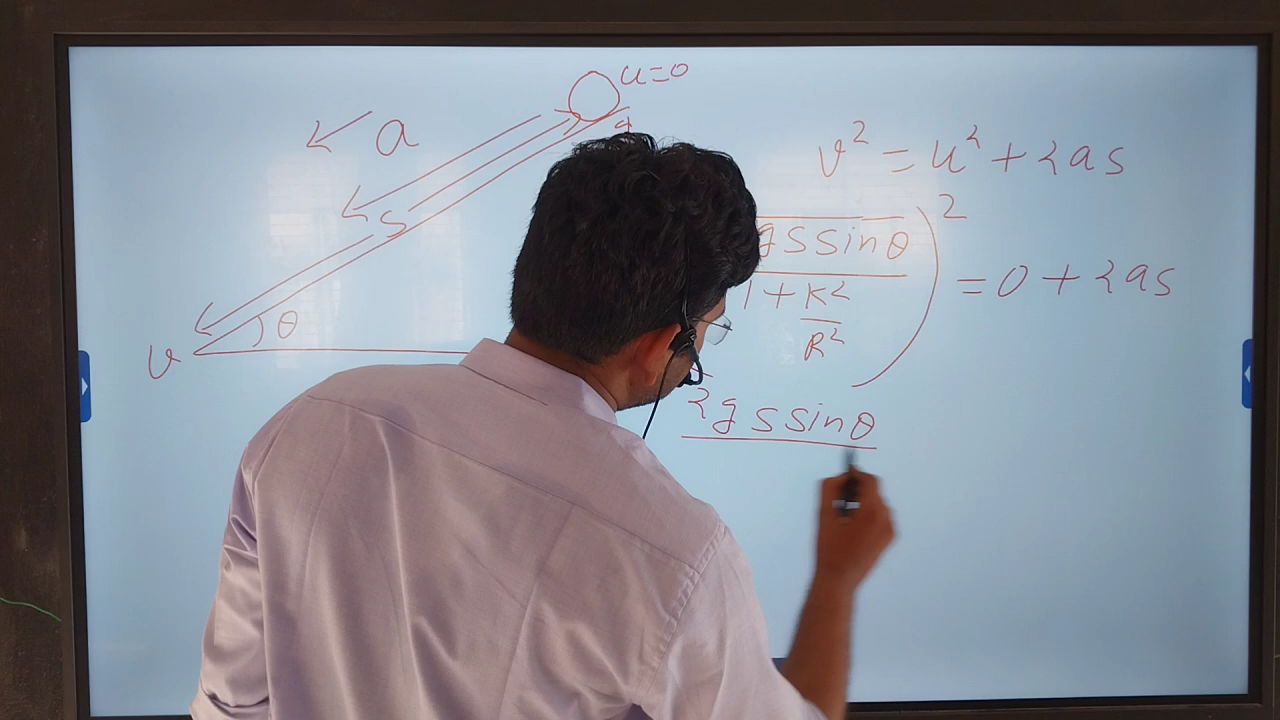 u=0
a
s
θ
v
v² = u² + 2as
gs sinθ
1 + K²
R²
)² = 0 + 2as
2gs sinθ